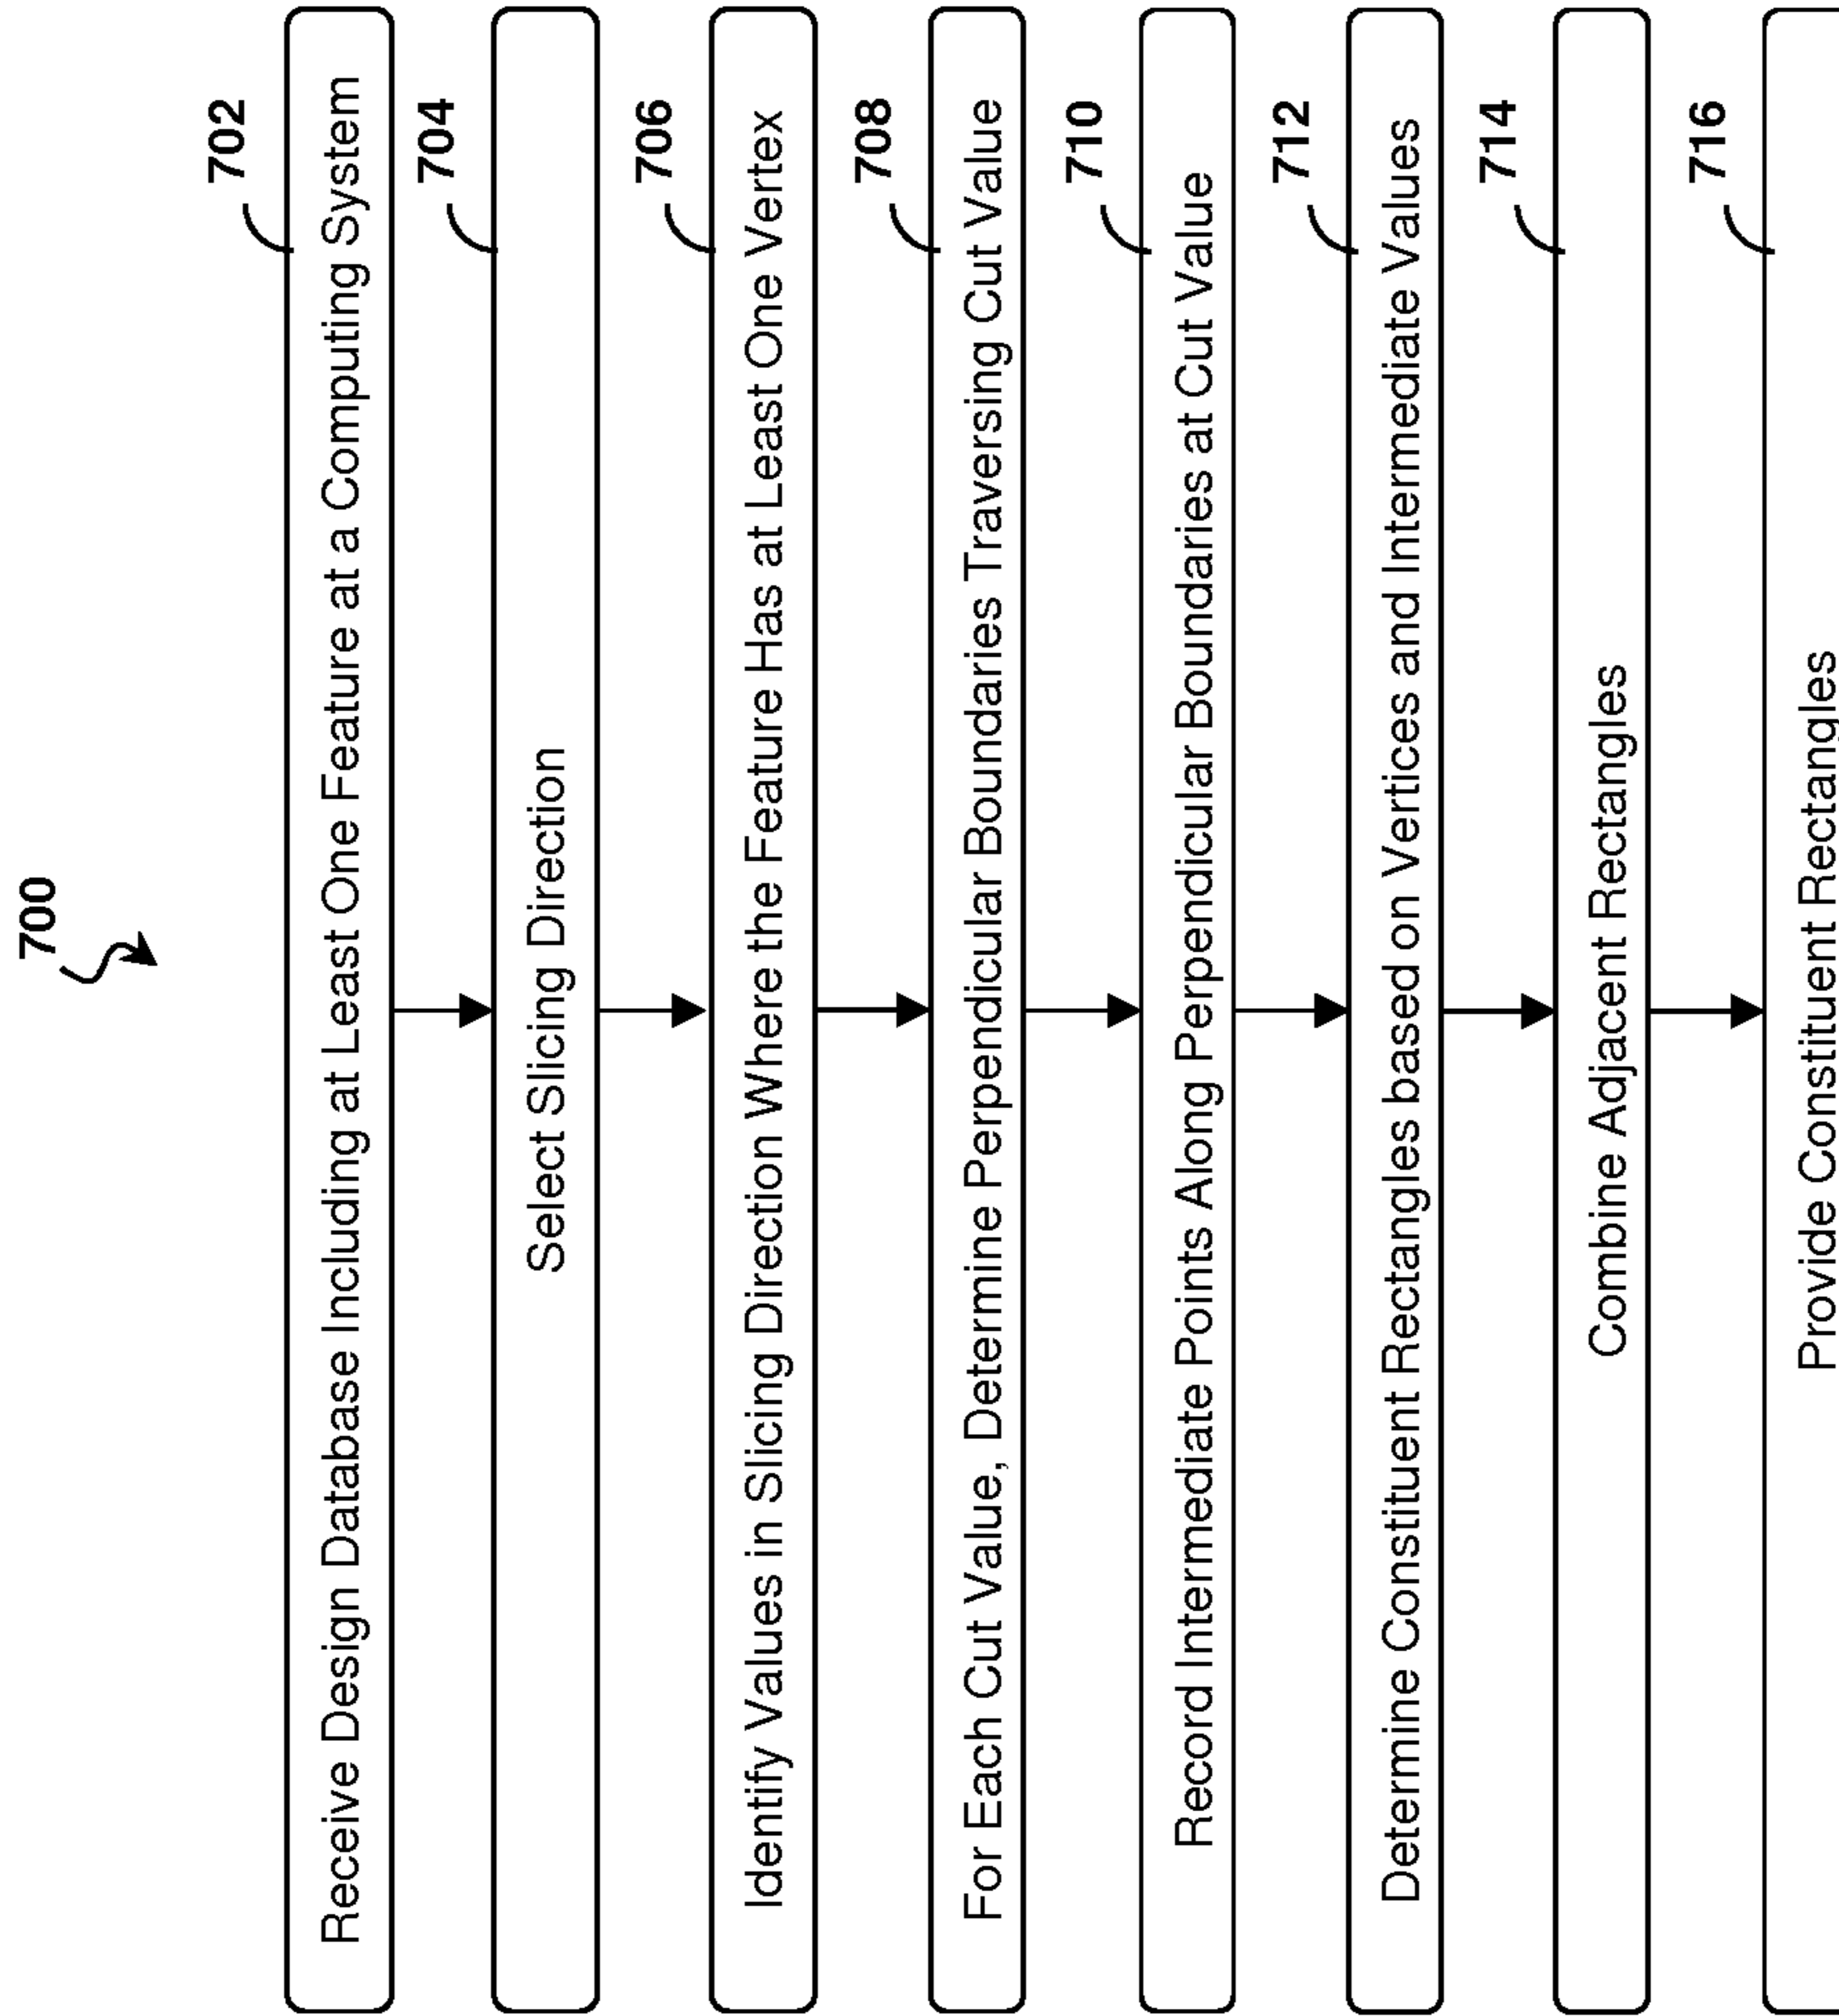 700
702
Receive Design Database Including at Least One Feature at a Computing System
704
Select Slicing Direction
706
Identify Values in Slicing Direction Where the Feature Has at Least One Vertex
708
For Each Cut Value, Determine Perpendicular Boundaries Traversing Cut Value
710
Record Intermediate Points Along Perpendicular Boundaries at Cut Value
712
Determine Constituent Rectangles based on Vertices and Intermediate Values
714
Combine Adjacent Rectangles
716
Provide Constituent Rectangles